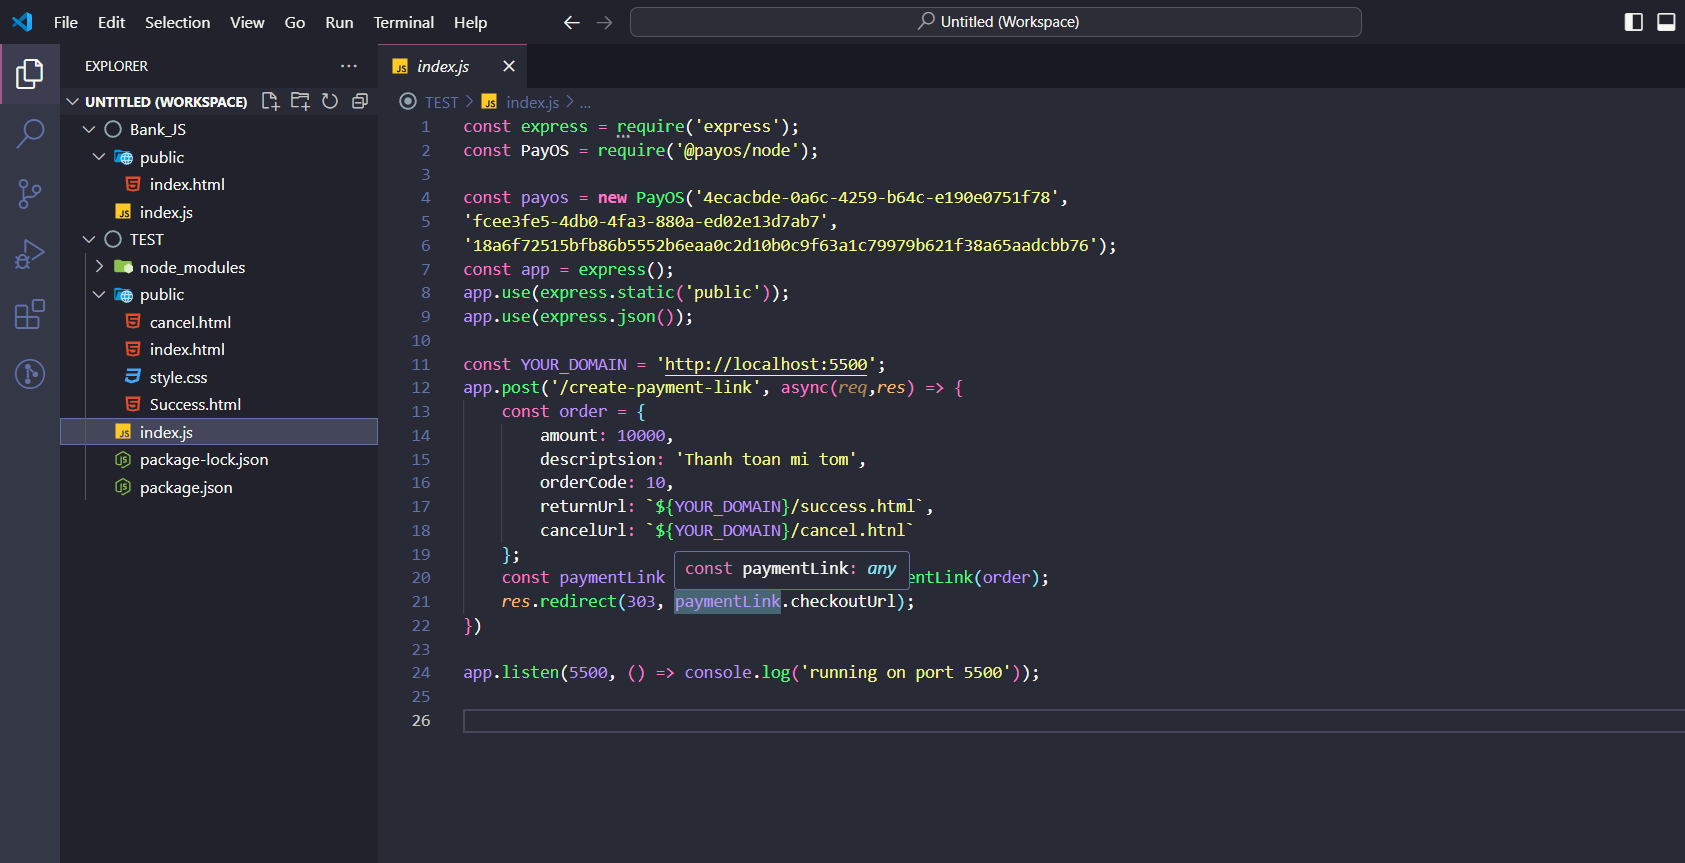 File Edit Selection View Go Run Terminal Help
Untitled (Workspace)
EXPLORER
UNTITLED (WORKSPACE)
Bank_JS
public
index.html
index.js
TEST
node_modules
public
cancel.html
index.html
style.css
Success.html
index.js
package-lock.json
package.json
index.js
TEST > index.js > ...
1 const express = require('express');
2 const PayOS = require('@payos/node');
3
4 const payos = new PayOS('4ecacbde-0a6c-4259-b64c-e190e0751f78',
5 'fcee3fe5-4db0-4fa3-880a-ed02e13d7ab7',
6 '18a6f72515bfb86b5552b6eaa0c2d10b0c9f63a1c79979b621f38a65aadcbb76');
7 const app = express();
8 app.use(express.static('public'));
9 app.use(express.json());
10
11 const YOUR_DOMAIN = 'http://localhost:5500';
12 app.post('/create-payment-link', async(req,res) => {
13 const order = {
14 amount: 10000,
15 descriptsion: 'Thanh toan mi tom',
16 orderCode: 10,
17 returnUrl: `${YOUR_DOMAIN}/success.html`,
18 cancelUrl: `${YOUR_DOMAIN}/cancel.htnl`
19 };
const paymentLink: any
20 const paymentLink entLink(order);
21 res.redirect(303, paymentLink.checkoutUrl);
22 })
23
24 app.listen(5500, () => console.log('running on port 5500'));
25
26